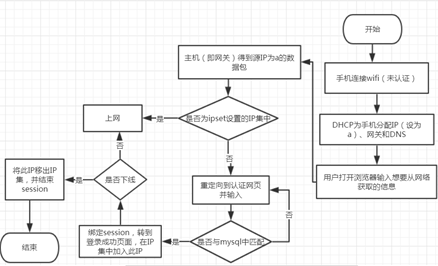 开始
手机连接wifi（未认证）
DHCP为手机分配IP（设为
a）、网关和DNS
用户打开浏览器输入想要从网络
获取的信息
主机（即网关）得到源IP为a的数
据包
是否为ipset设置的IP集中
是
上网
否
重定向到认证网页
并输入
否
是否与mysql中匹配
是
绑定session，转到
登录成功页面，在IP
集中加入此IP
是否下线
否
是
将此IP移出IP
集，并结束
session
结束